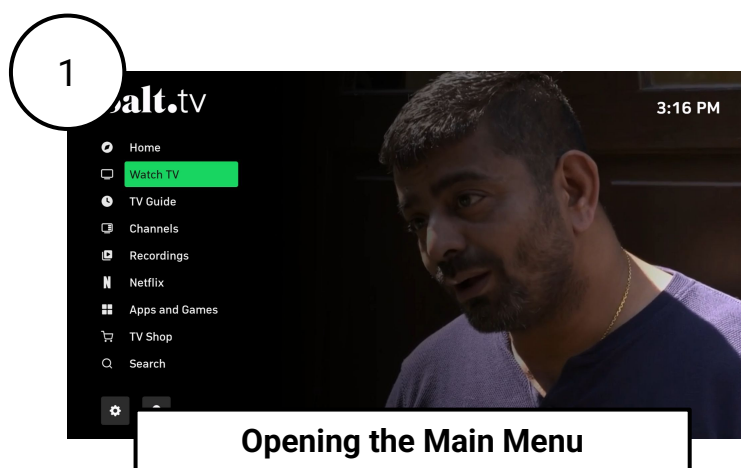 1
alt.tv
3:16 PM
Home
Watch TV
TV Guide
Channels
Recordings
N Netflix
Apps and Games
TV Shop
Search
Opening the Main Menu